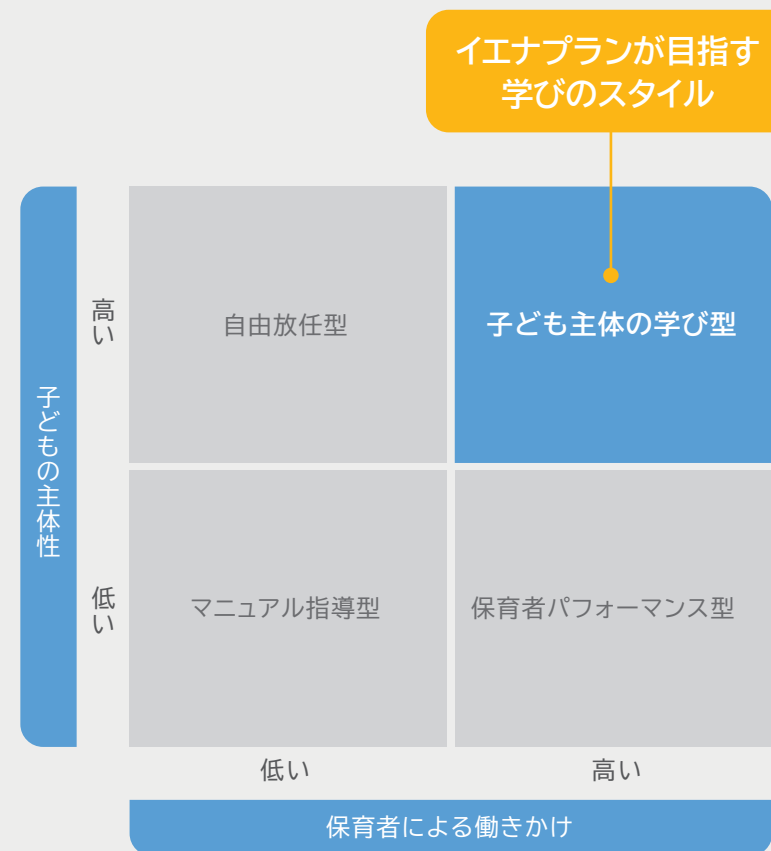 イエナプランが目指す
学びのスタイル
子どもの主体性
高い
自由放任型
子ども主体の学び型
低い
マニュアル指導型
保育者パフォーマンス型
低い
高い
保育者による働きかけ